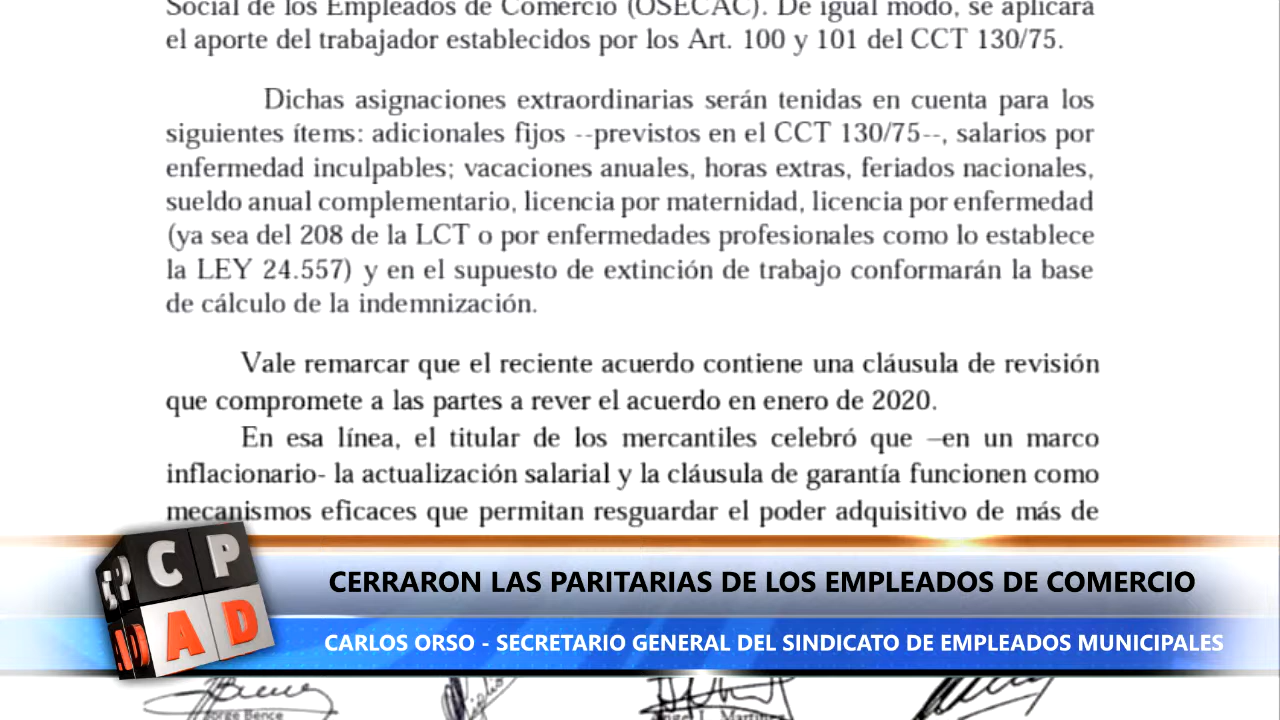 Social de los Empleados de Comercio (OSECAC). De igual modo, se aplicará
el aporte del trabajador establecidos por los Art. 100 y 101 del CCT 130/75.
Dichas asignaciones extraordinarias serán tenidas en cuenta para los
siguientes ítems: adicionales fijos --previstos en el CCT 130/75--, salarios por
enfermedad inculpables; vacaciones anuales, horas extras, feriados nacionales,
sueldo anual complementario, licencia por maternidad, licencia por enfermedad
(ya sea del 208 de la LCT o por enfermedades profesionales como lo establece
la LEY 24.557) y en el supuesto de extinción de trabajo conformarán la base
de cálculo de la indemnización.
Vale remarcar que el reciente acuerdo contiene una cláusula de revisión
que compromete a las partes a rever el acuerdo en enero de 2020.
En esa línea, el titular de los mercantiles celebró que –en un marco
inflacionario- la actualización salarial y la cláusula de garantía funcionen como
mecanismos eficaces que permitan resguardar el poder adquisitivo de más de
CP
AD
CERRARON LAS PARITARIAS DE LOS EMPLEADOS DE COMERCIO
CARLOS ORSO - SECRETARIO GENERAL DEL SINDICATO DE EMPLEADOS MUNICIPALES
Jorge Bence